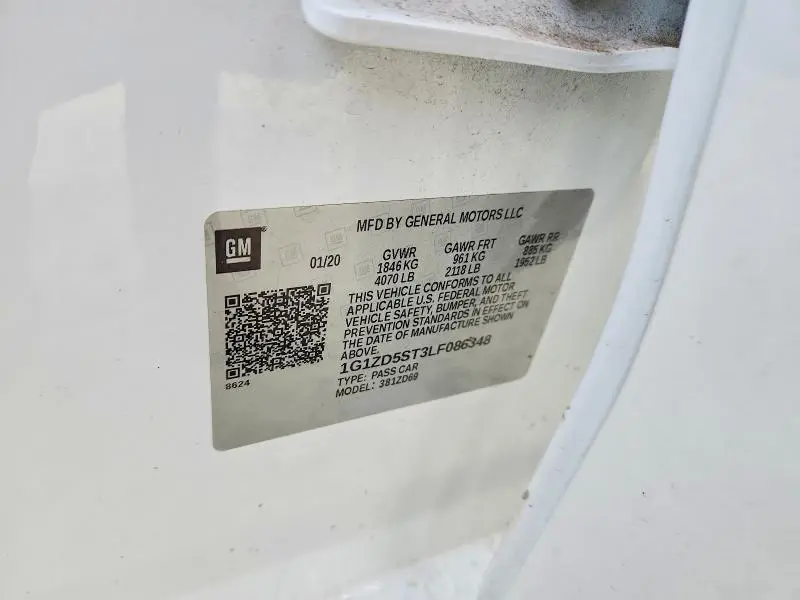 MFD BY GENERAL MOTORS LLC
GM
01/20
GVWR
1846 KG
4070 LB
GAWR FRT
961 KG
2118 LB
GAWR RR
885 KG
1952 LB
THIS VEHICLE CONFORMS TO ALL
APPLICABLE U.S. FEDERAL MOTOR
VEHICLE SAFETY, BUMPER, AND THEFT
PREVENTION STANDARDS IN EFFECT ON
THE DATE OF MANUFACTURE SHOWN
ABOVE.
1G1ZD5ST3LF086348
TYPE: PASS CAR
MODEL: 381ZD69
8624